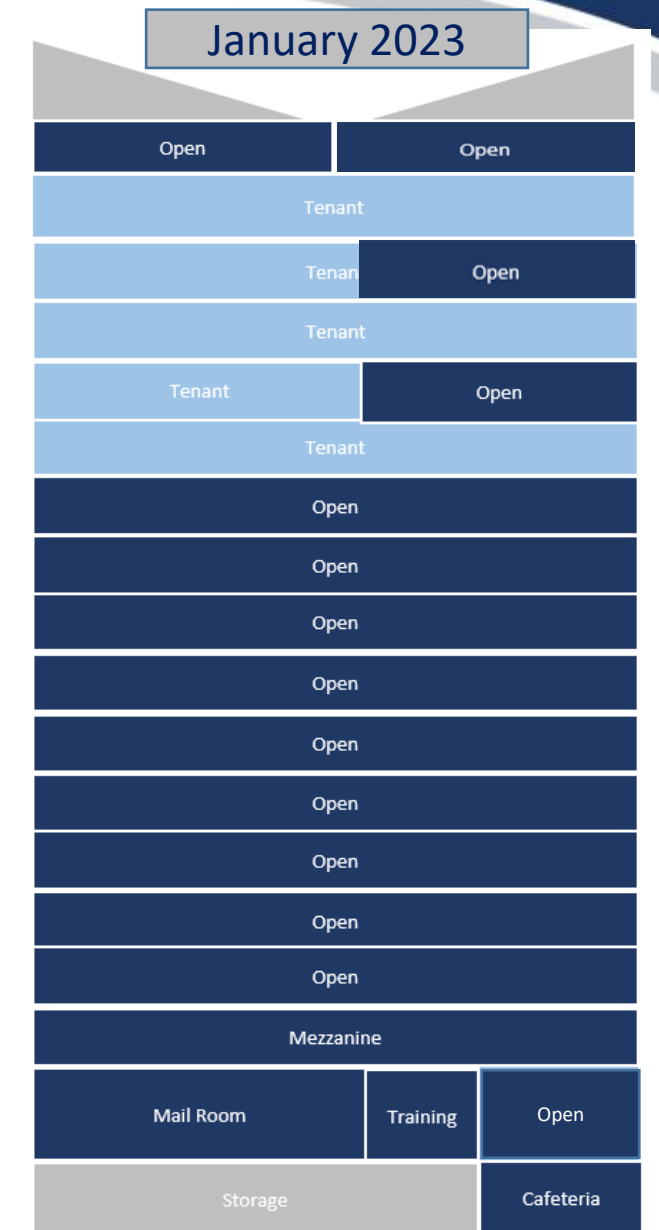 January 2023
Open Open
Tenant
Tenan Open
Tenant
Tenant Open
Tenant
Open
Open
Open
Open
Open
Open
Open
Open
Open
Mezzanine
Mail Room Training Open
Storage Cafeteria